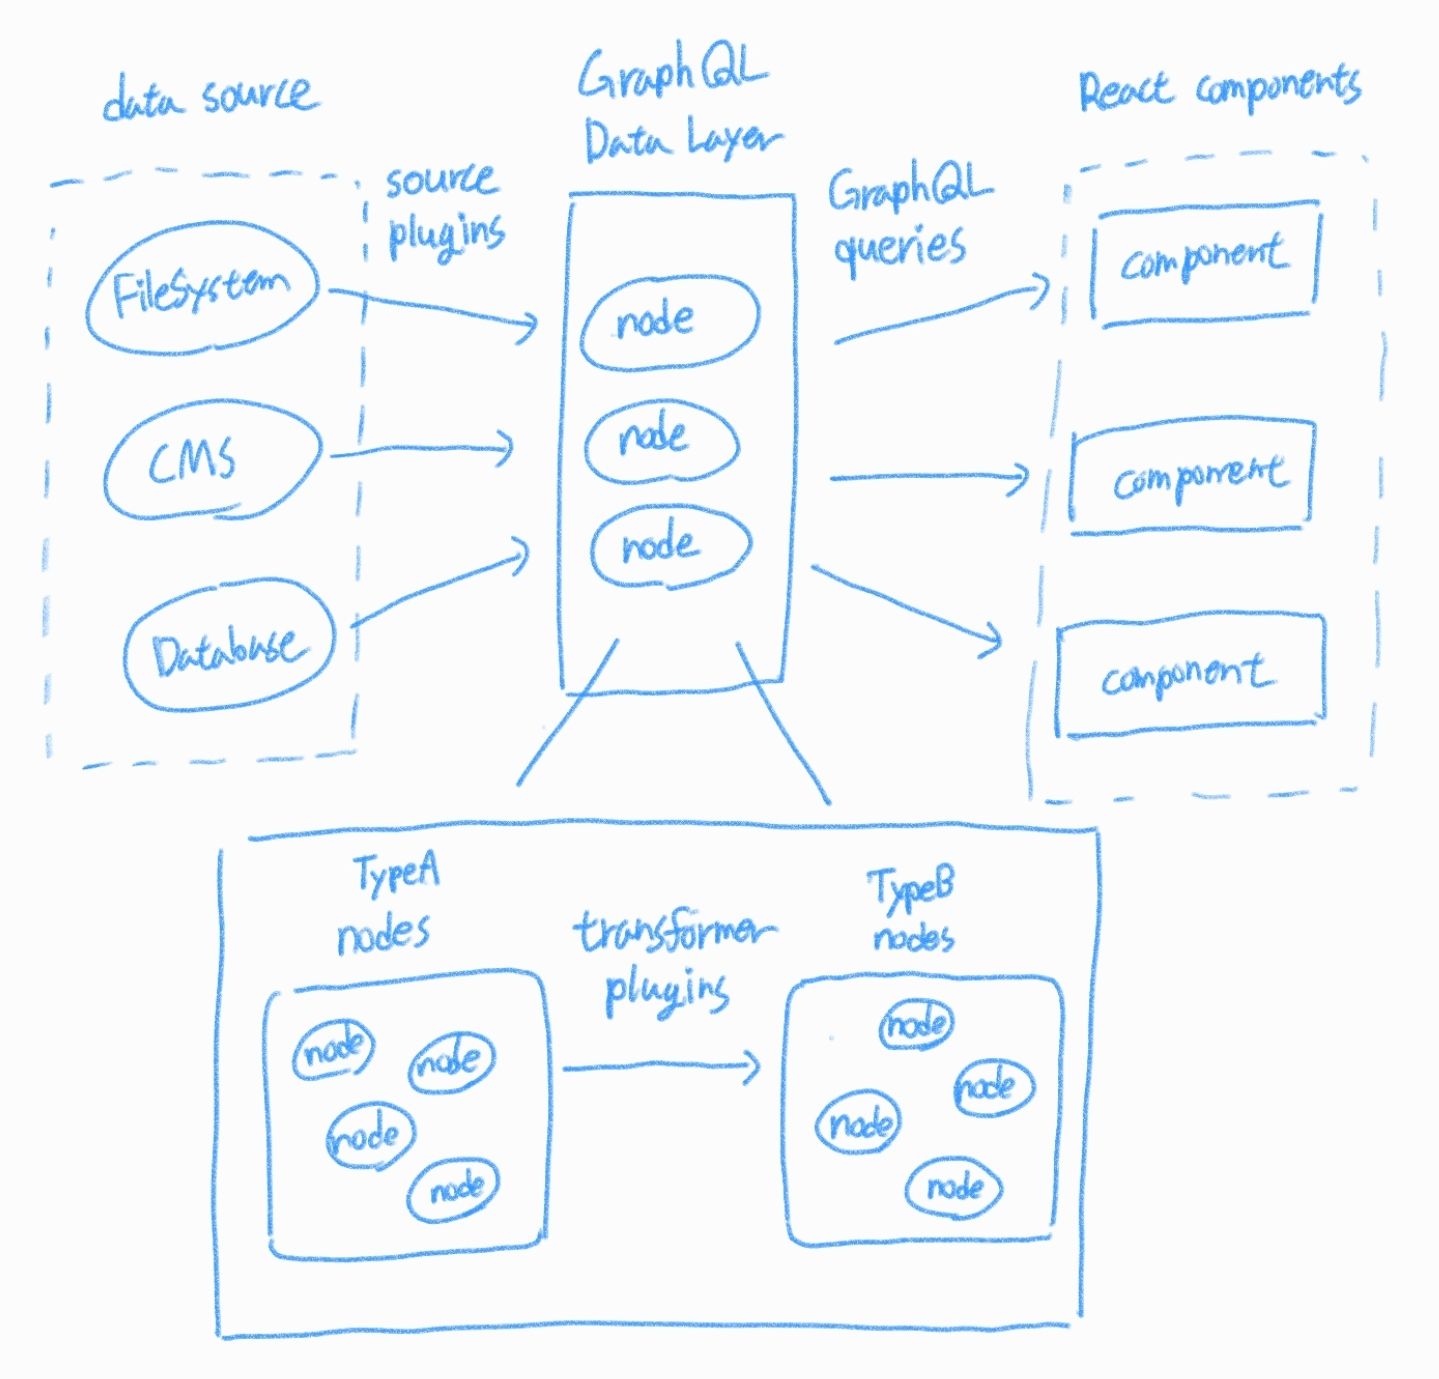 data source
GraphQL
Data Layer
React components
source
plugins
GraphQL
queries
FileSystem
CMS
Database
node
node
node
component
component
component
TypeA
nodes
transformer
plugins
TypeB
nodes
node
node
node
node
node
node
node
node